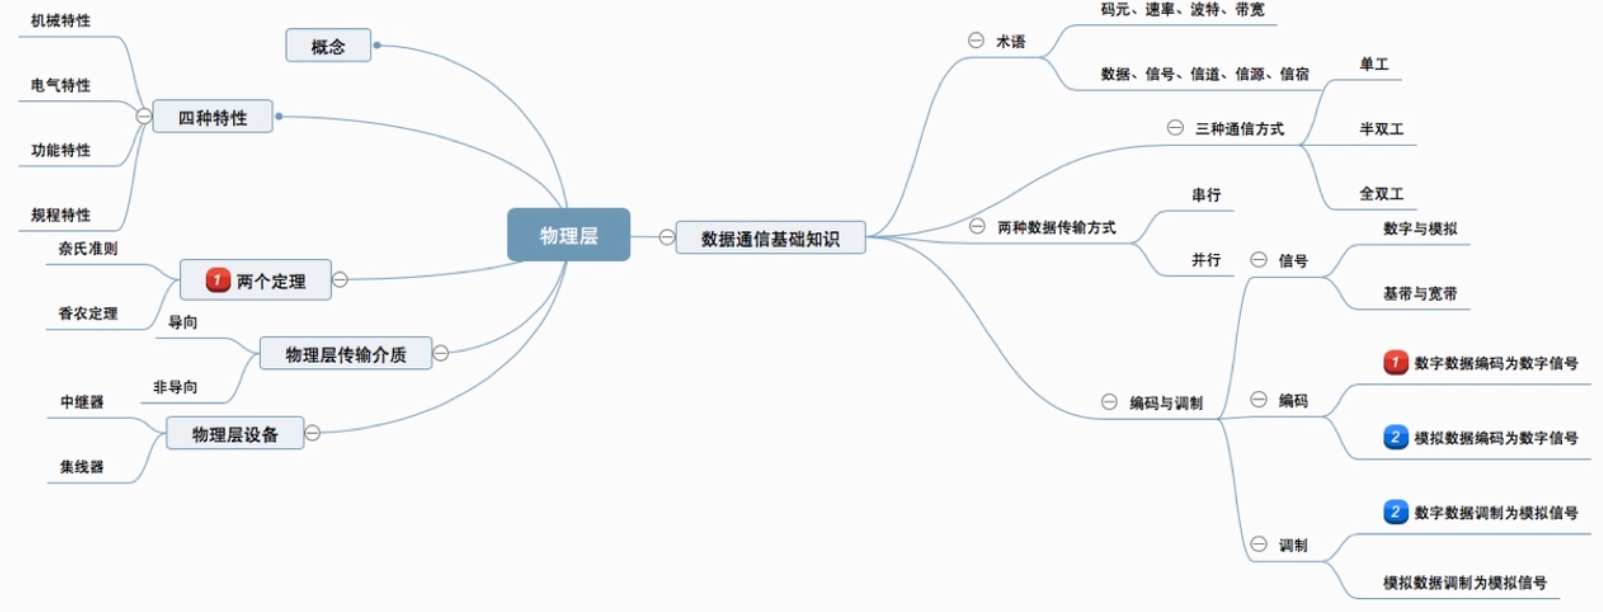 物理层
概念
四种特性
机械特性
电气特性
功能特性
规程特性
1 两个定理
奈氏准则
香农定理
物理层传输介质
导向
非导向
物理层设备
中继器
集线器
数据通信基础知识
术语
码元、速率、波特、带宽
数据、信号、信道、信源、信宿
三种通信方式
单工
半双工
全双工
两种数据传输方式
串行
并行
编码与调制
信号
数字与模拟
基带与宽带
编码
1 数字数据编码为数字信号
2 模拟数据编码为数字信号
调制
2 数字数据调制为模拟信号
模拟数据调制为模拟信号